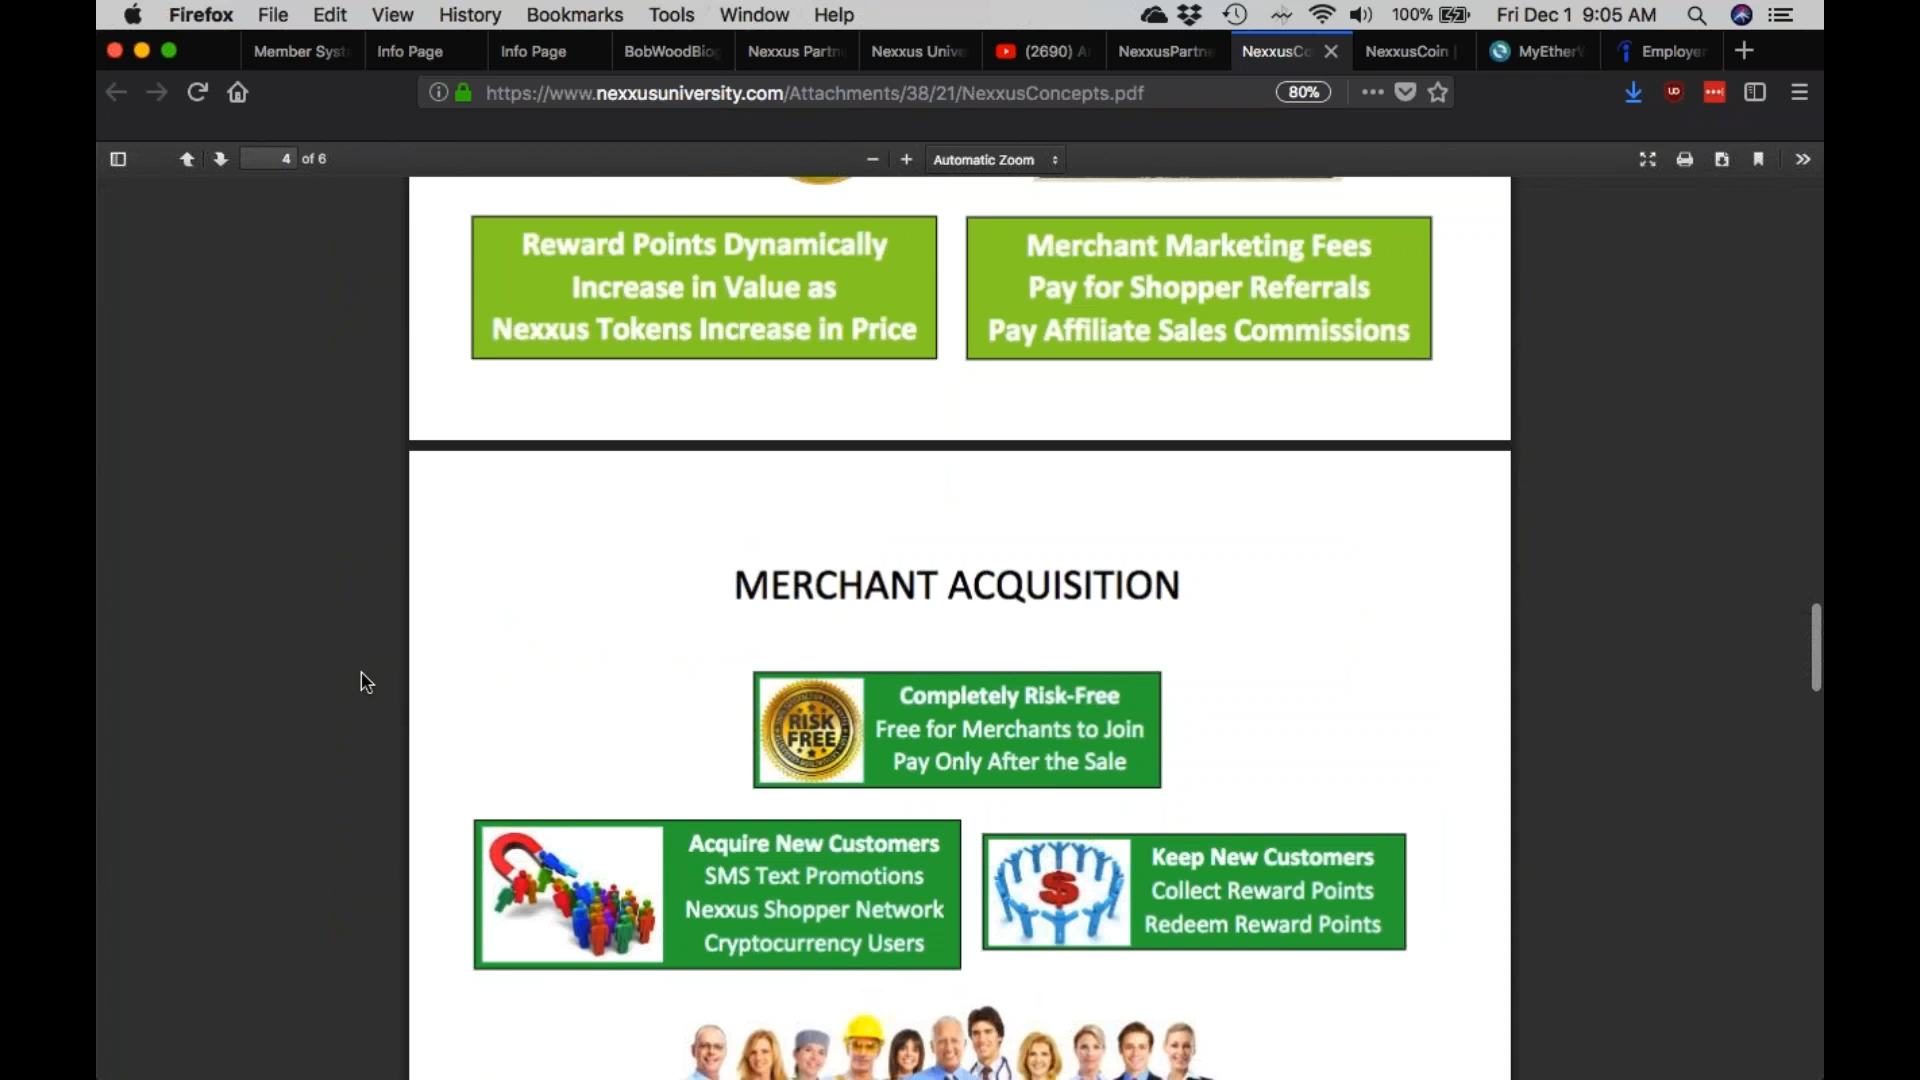 Firefox File Edit View History Bookmarks Tools Window Help 100% Fri Dec 1 9:05 AM
Member Syst Info Page Info Page BobWoodBlog Nexxus Partn Nexxus Unive (2690) A NexxusPartne NexxusCo NexxusCoin MyEther Employer
https://www.nexxusuniversity.com/Attachments/38/21/NexxusConcepts.pdf 80%
4 of 6 Automatic Zoom
Reward Points Dynamically
Increase in Value as
Nexxus Tokens Increase in Price
Merchant Marketing Fees
Pay for Shopper Referrals
Pay Affiliate Sales Commissions
MERCHANT ACQUISITION
RISK
FREE
Completely Risk-Free
Free for Merchants to Join
Pay Only After the Sale
Acquire New Customers
SMS Text Promotions
Nexxus Shopper Network
Cryptocurrency Users
$
Keep New Customers
Collect Reward Points
Redeem Reward Points